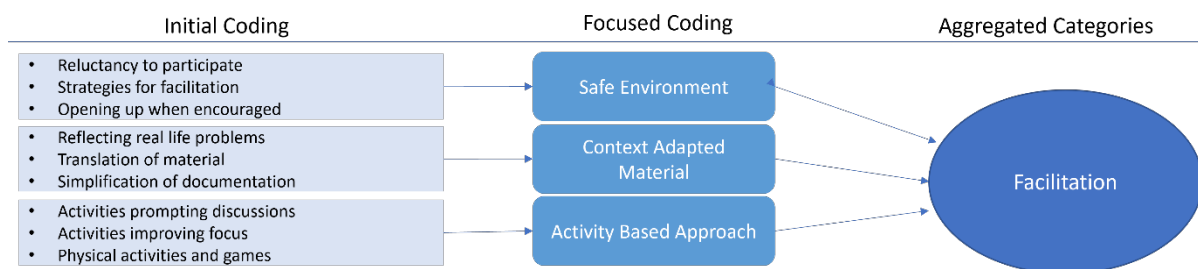 Initial Coding
Focused Coding
Aggregated Categories
• Reluctancy to participate
• Strategies for facilitation
• Opening up when encouraged
Safe Environment
• Reflecting real life problems
• Translation of material
• Simplification of documentation
Context Adapted
Material
• Activities prompting discussions
• Activities improving focus
• Physical activities and games
Activity Based Approach
Facilitation